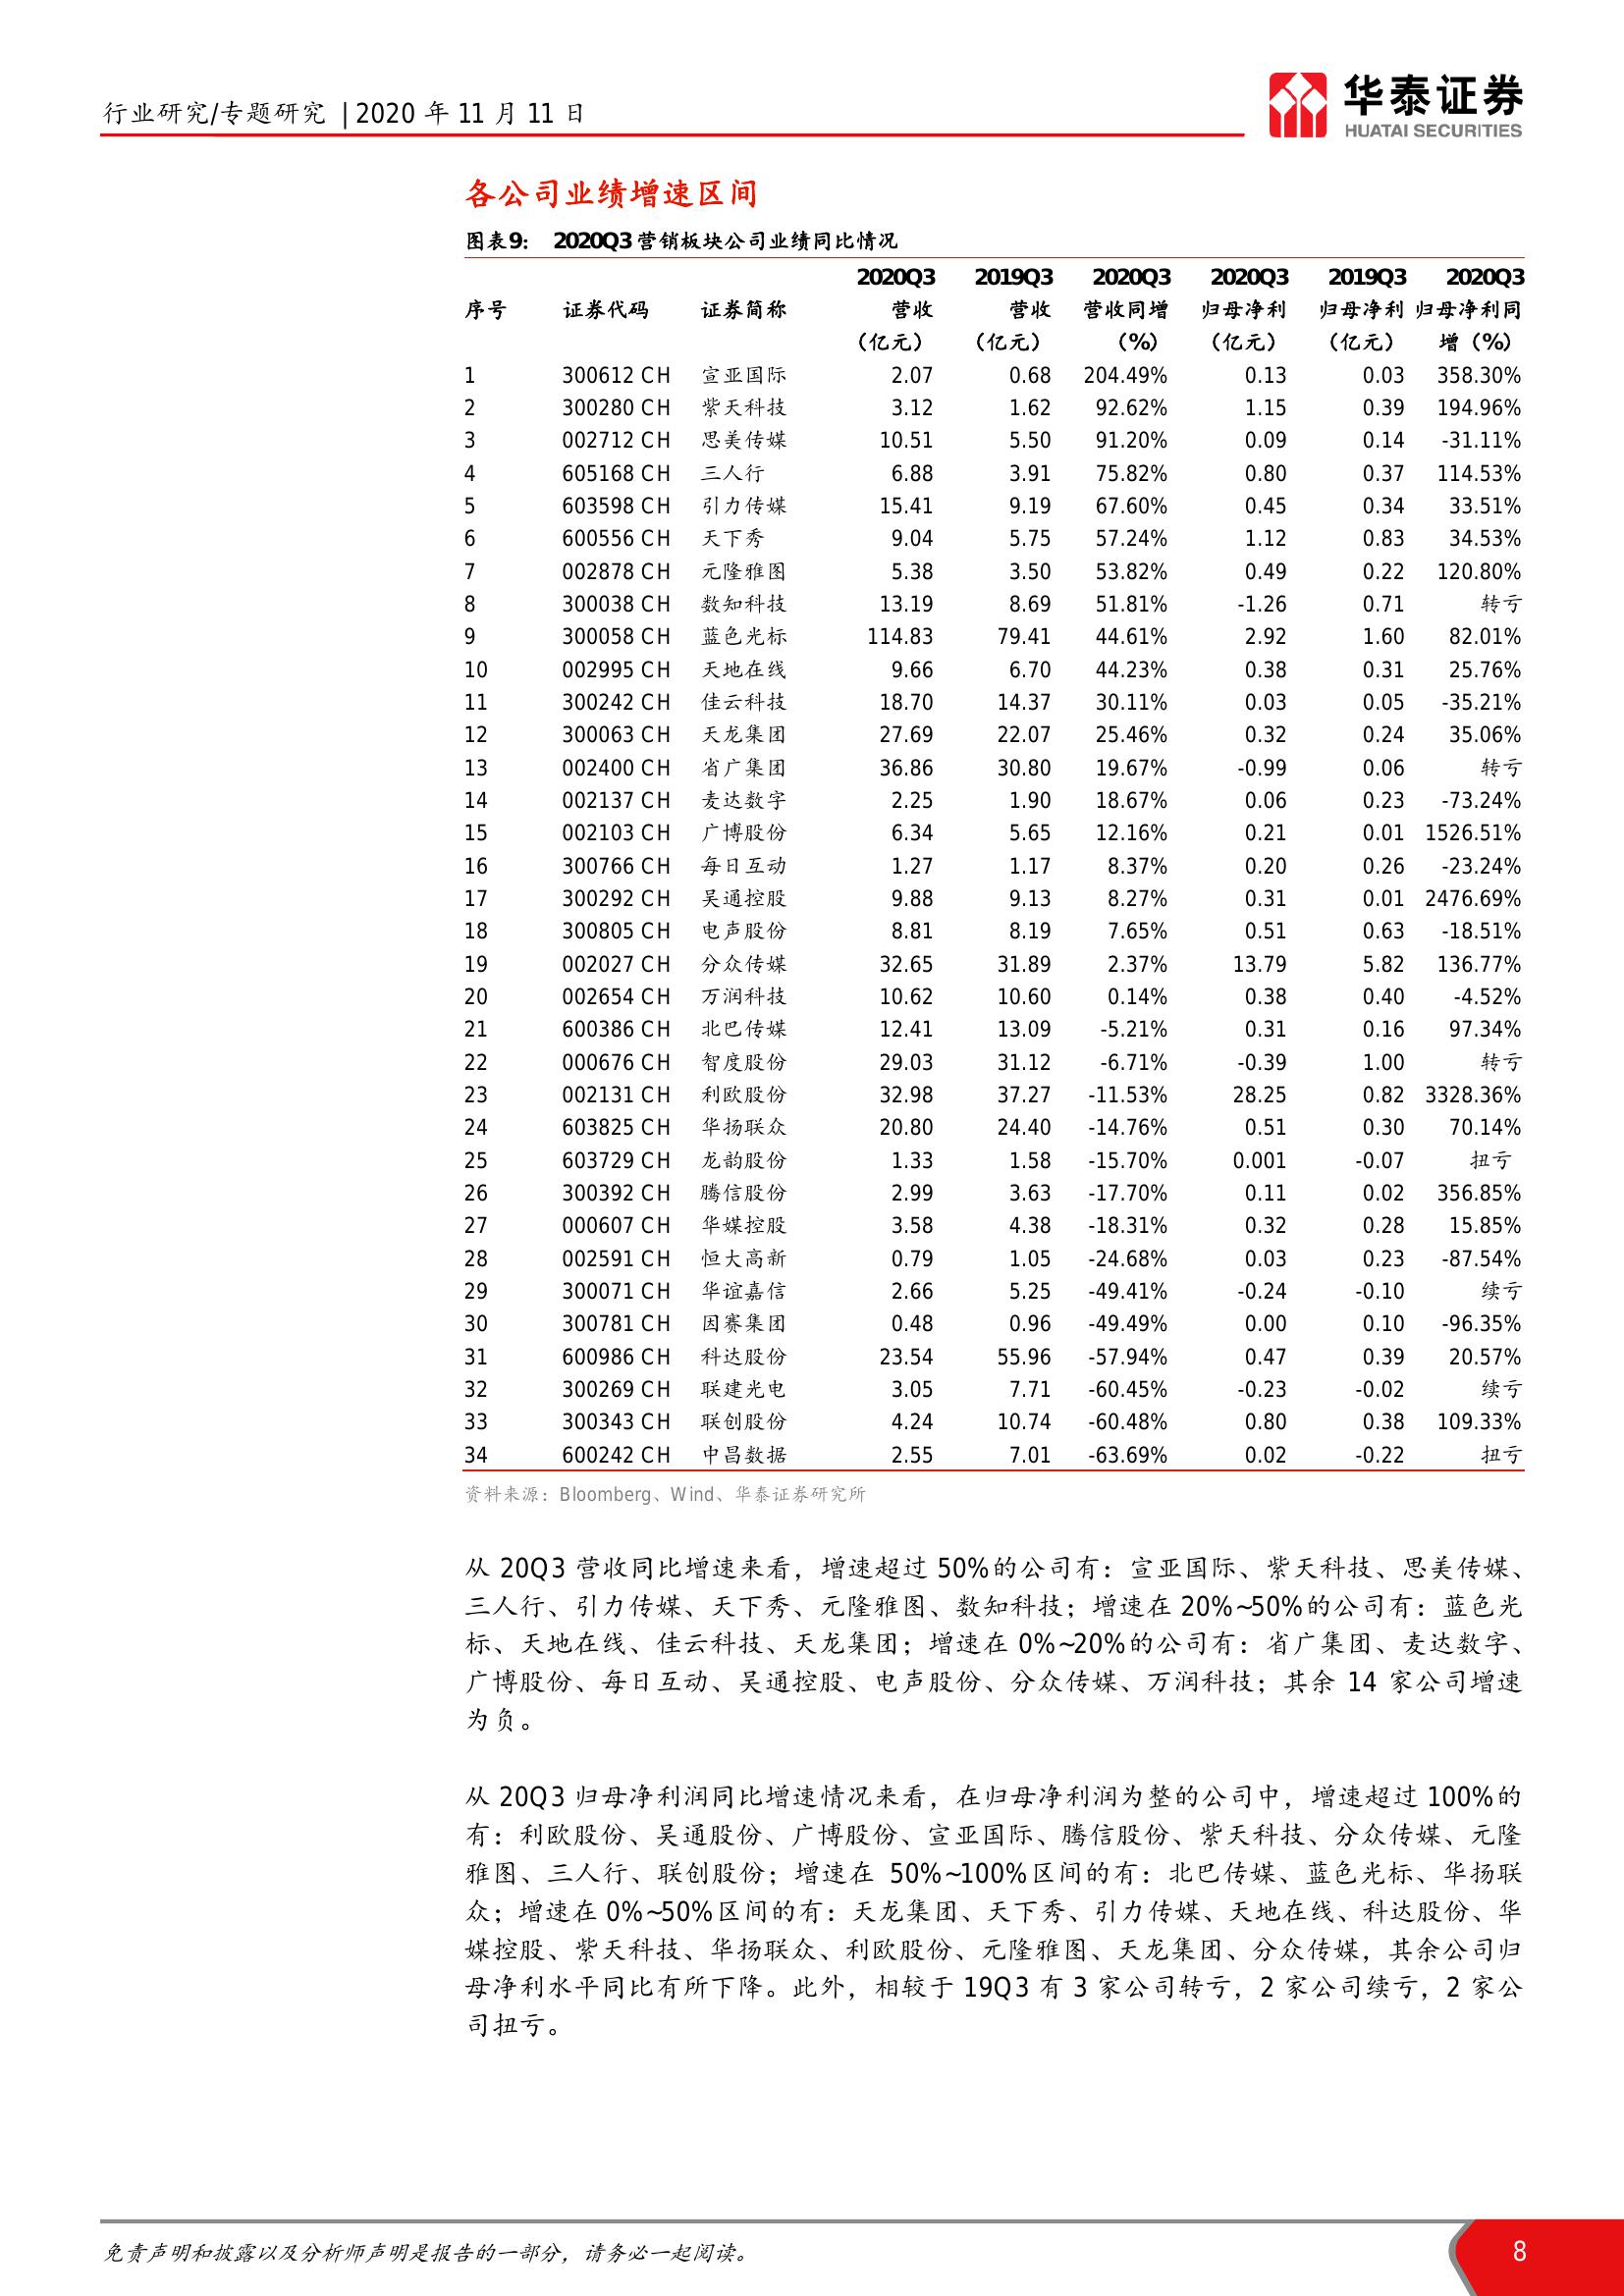 行业研究/专题研究 | 2020 年 11 月 11 日
华泰证券
HUATAI SECURITIES
各公司业绩增速区间
图表9: 2020Q3 营销板块公司业绩同比情况
2020Q3 2019Q3 2020Q3 2020Q3 2019Q3 2020Q3
序号 证券代码 证券简称 营收 营收 营收同增 归母净利 归母净利 归母净利同
（亿元） （亿元） （%） （亿元） （亿元） 增（%）
1 300612 CH 宣亚国际 2.07 0.68 204.49% 0.13 0.03 358.30%
2 300280 CH 紫天科技 3.12 1.62 92.62% 1.15 0.39 194.96%
3 002712 CH 思美传媒 10.51 5.50 91.20% 0.09 0.14 -31.11%
4 605168 CH 三人行 6.88 3.91 75.82% 0.80 0.37 114.53%
5 603598 CH 引力传媒 15.41 9.19 67.60% 0.45 0.34 33.51%
6 600556 CH 天下秀 9.04 5.75 57.24% 1.12 0.83 34.53%
7 002878 CH 元隆雅图 5.38 3.50 53.82% 0.49 0.22 120.80%
8 300038 CH 数知科技 13.19 8.69 51.81% -1.26 0.71 转亏
9 300058 CH 蓝色光标 114.83 79.41 44.61% 2.92 1.60 82.01%
10 002995 CH 天地在线 9.66 6.70 44.23% 0.38 0.31 25.76%
11 300242 CH 佳云科技 18.70 14.37 30.11% 0.03 0.05 -35.21%
12 300063 CH 天龙集团 27.69 22.07 25.46% 0.32 0.24 35.06%
13 002400 CH 省广集团 36.86 30.80 19.67% -0.99 0.06 转亏
14 002137 CH 麦达数字 2.25 1.90 18.67% 0.06 0.23 -73.24%
15 002103 CH 广博股份 6.34 5.65 12.16% 0.21 0.01 1526.51%
16 300766 CH 每日互动 1.27 1.17 8.37% 0.20 0.26 -23.24%
17 300292 CH 吴通控股 9.88 9.13 8.27% 0.31 0.01 2476.69%
18 300805 CH 电声股份 8.81 8.19 7.65% 0.51 0.63 -18.51%
19 002027 CH 分众传媒 32.65 31.89 2.37% 13.79 5.82 136.77%
20 002654 CH 万润科技 10.62 10.60 0.14% 0.38 0.40 -4.52%
21 600386 CH 北巴传媒 12.41 13.09 -5.21% 0.31 0.16 97.34%
22 000676 CH 智度股份 29.03 31.12 -6.71% -0.39 1.00 转亏
23 002131 CH 利欧股份 32.98 37.27 -11.53% 28.25 0.82 3328.36%
24 603825 CH 华扬联众 20.80 24.40 -14.76% 0.51 0.30 70.14%
25 603729 CH 龙韵股份 1.33 1.58 -15.70% 0.001 -0.07 扭亏
26 300392 CH 腾信股份 2.99 3.63 -17.70% 0.11 0.02 356.85%
27 000607 CH 华媒控股 3.58 4.38 -18.31% 0.32 0.28 15.85%
28 002591 CH 恒大高新 0.79 1.05 -24.68% 0.03 0.23 -87.54%
29 300071 CH 华谊嘉信 2.66 5.25 -49.41% -0.24 -0.10 续亏
30 300781 CH 因赛集团 0.48 0.96 -49.49% 0.00 0.10 -96.35%
31 600986 CH 科达股份 23.54 55.96 -57.94% 0.47 0.39 20.57%
32 300269 CH 联建光电 3.05 7.71 -60.45% -0.23 -0.02 续亏
33 300343 CH 联创股份 4.24 10.74 -60.48% 0.80 0.38 109.33%
34 600242 CH 中昌数据 2.55 7.01 -63.69% 0.02 -0.22 扭亏
资料来源：Bloomberg、Wind、华泰证券研究所
从 20Q3 营收同比增速来看，增速超过 50%的公司有：宣亚国际、紫天科技、思美传媒、
三人行、引力传媒、天下秀、元隆雅图、数知科技；增速在 20%~50%的公司有：蓝色光
标、天地在线、佳云科技、天龙集团；增速在 0%~20%的公司有：省广集团、麦达数字、
广博股份、每日互动、吴通控股、电声股份、分众传媒、万润科技；其余 14 家公司增速
为负。
从 20Q3 归母净利润同比增速情况来看，在归母净利润为整的公司中，增速超过 100%的
有：利欧股份、吴通股份、广博股份、宣亚国际、腾信股份、紫天科技、分众传媒、元隆
雅图、三人行、联创股份；增速在 50%~100%区间的有：北巴传媒、蓝色光标、华扬联
众；增速在 0%~50%区间的有：天龙集团、天下秀、引力传媒、天地在线、科达股份、华
媒控股、紫天科技、华扬联众、利欧股份、元隆雅图、天龙集团、分众传媒，其余公司归
母净利水平同比有所下降。此外，相较于 19Q3 有 3 家公司转亏，2 家公司续亏，2 家公
司扭亏。
免责声明和披露以及分析师声明是报告的一部分，请务必一起阅读。
8